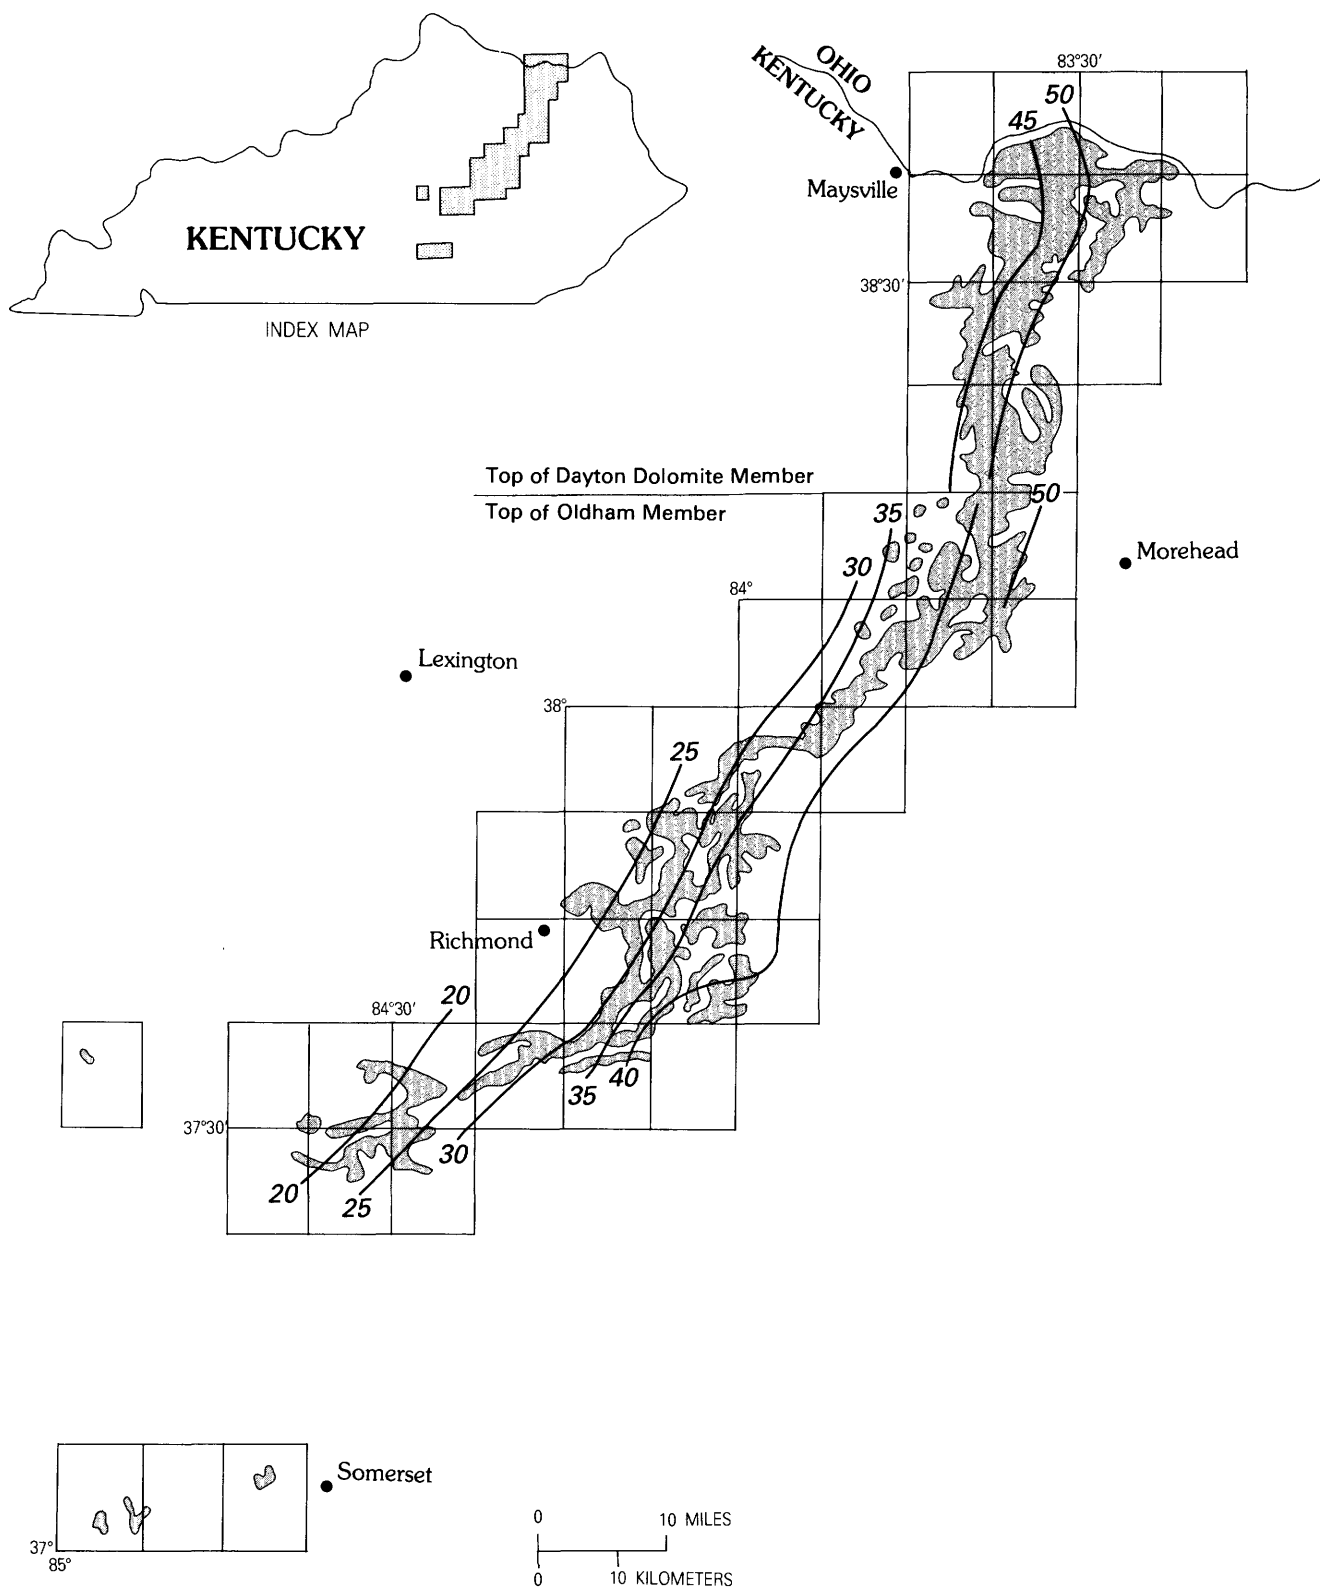 KENTUCKY
INDEX MAP
OHIO
KENTUCKY
83°30'
50
45
Maysville
38°30'
Top of Dayton Dolomite Member
Top of Oldham Member
35
50
30
Morehead
84°
Lexington
38°
25
Richmond
20
84°30'
40
35
37°30'
30
20
25
Somerset
37°
85°
0 10 MILES
0 10 KILOMETERS